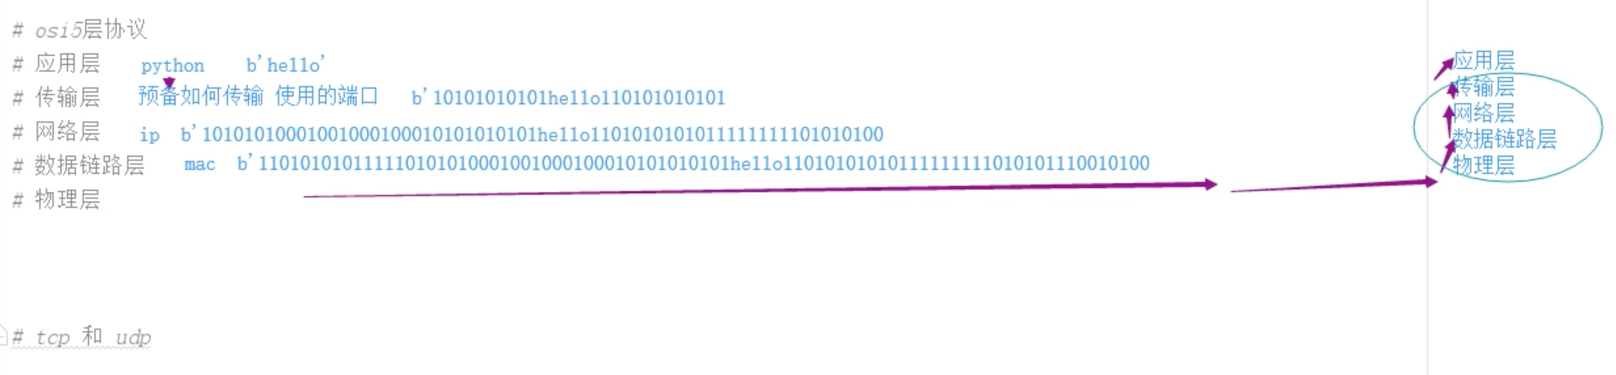 # osi5层协议
# 应用层 python b'hello'
# 传输层 预备如何传输 使用的端口 b'10101010101hello110101010101
# 网络层 ip b'1010101000100100010001010101010101hello11010101010111111111101010100
# 数据链路层 mac b'1101010101111101010100010010001000101010101010101hello1101010101011111111110101011110010100
# 物理层
应用层
传输层
网络层
数据链路层
物理层
# tcp 和 udp